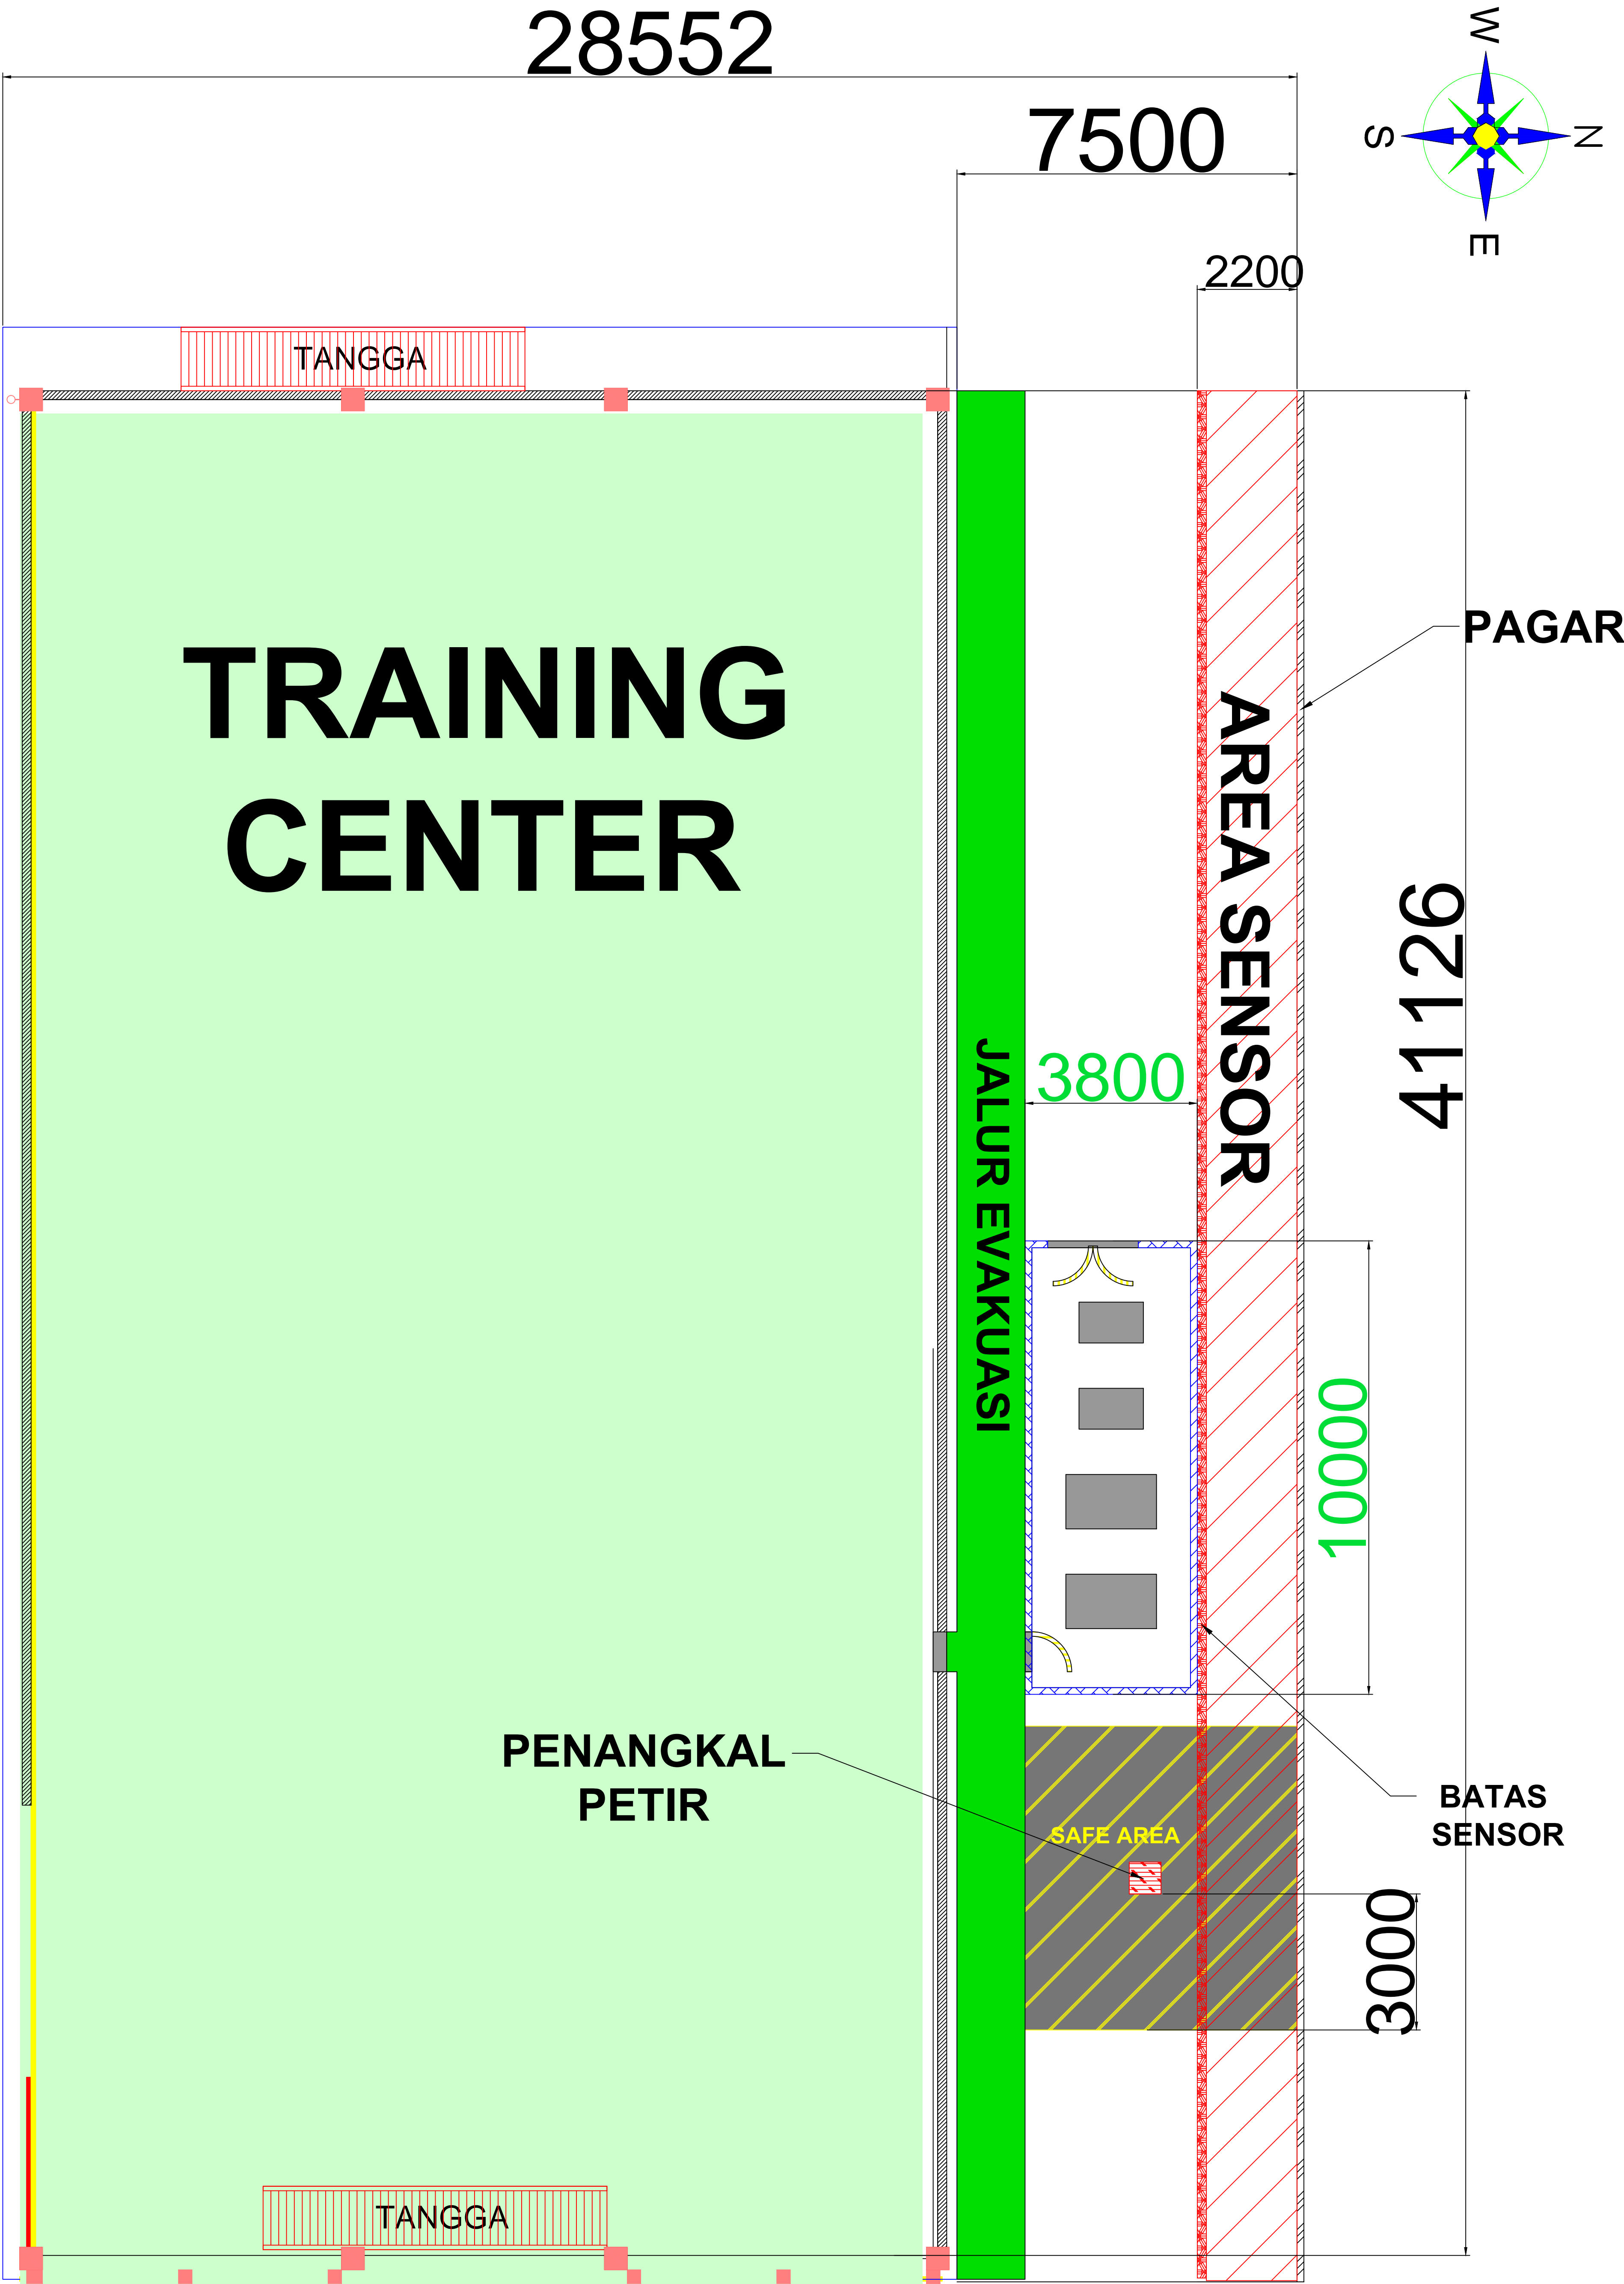 28552
W
N
S
E
7500
2200
TANGGA
PAGAR
TRAINING
CENTER
AREA SENSOR
41126
JALUR EVAKUASI
3800
10000
PENANGKAL
PETIR
BATAS
SENSOR
SAFE AREA
3000
TANGGA